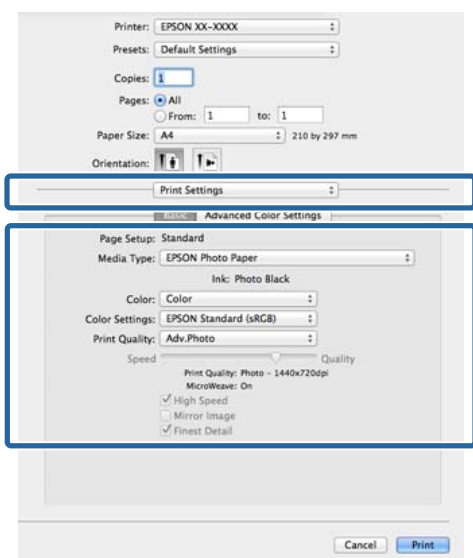 Printer: EPSON XX-XXXX
Presets: Default Settings
Copies: 1
Pages: All
From: 1 to: 1
Paper Size: A4 210 by 297 mm
Orientation:
Print Settings
Basic Advanced Color Settings
Page Setup: Standard
Media Type: EPSON Photo Paper
Ink: Photo Black
Color: Color
Color Settings: EPSON Standard (sRGB)
Print Quality: Adv.Photo
Speed Quality
Print Quality: Photo - 1440x720dpi
MicroWeave: On
High Speed
Mirror Image
Finest Detail
Cancel Print